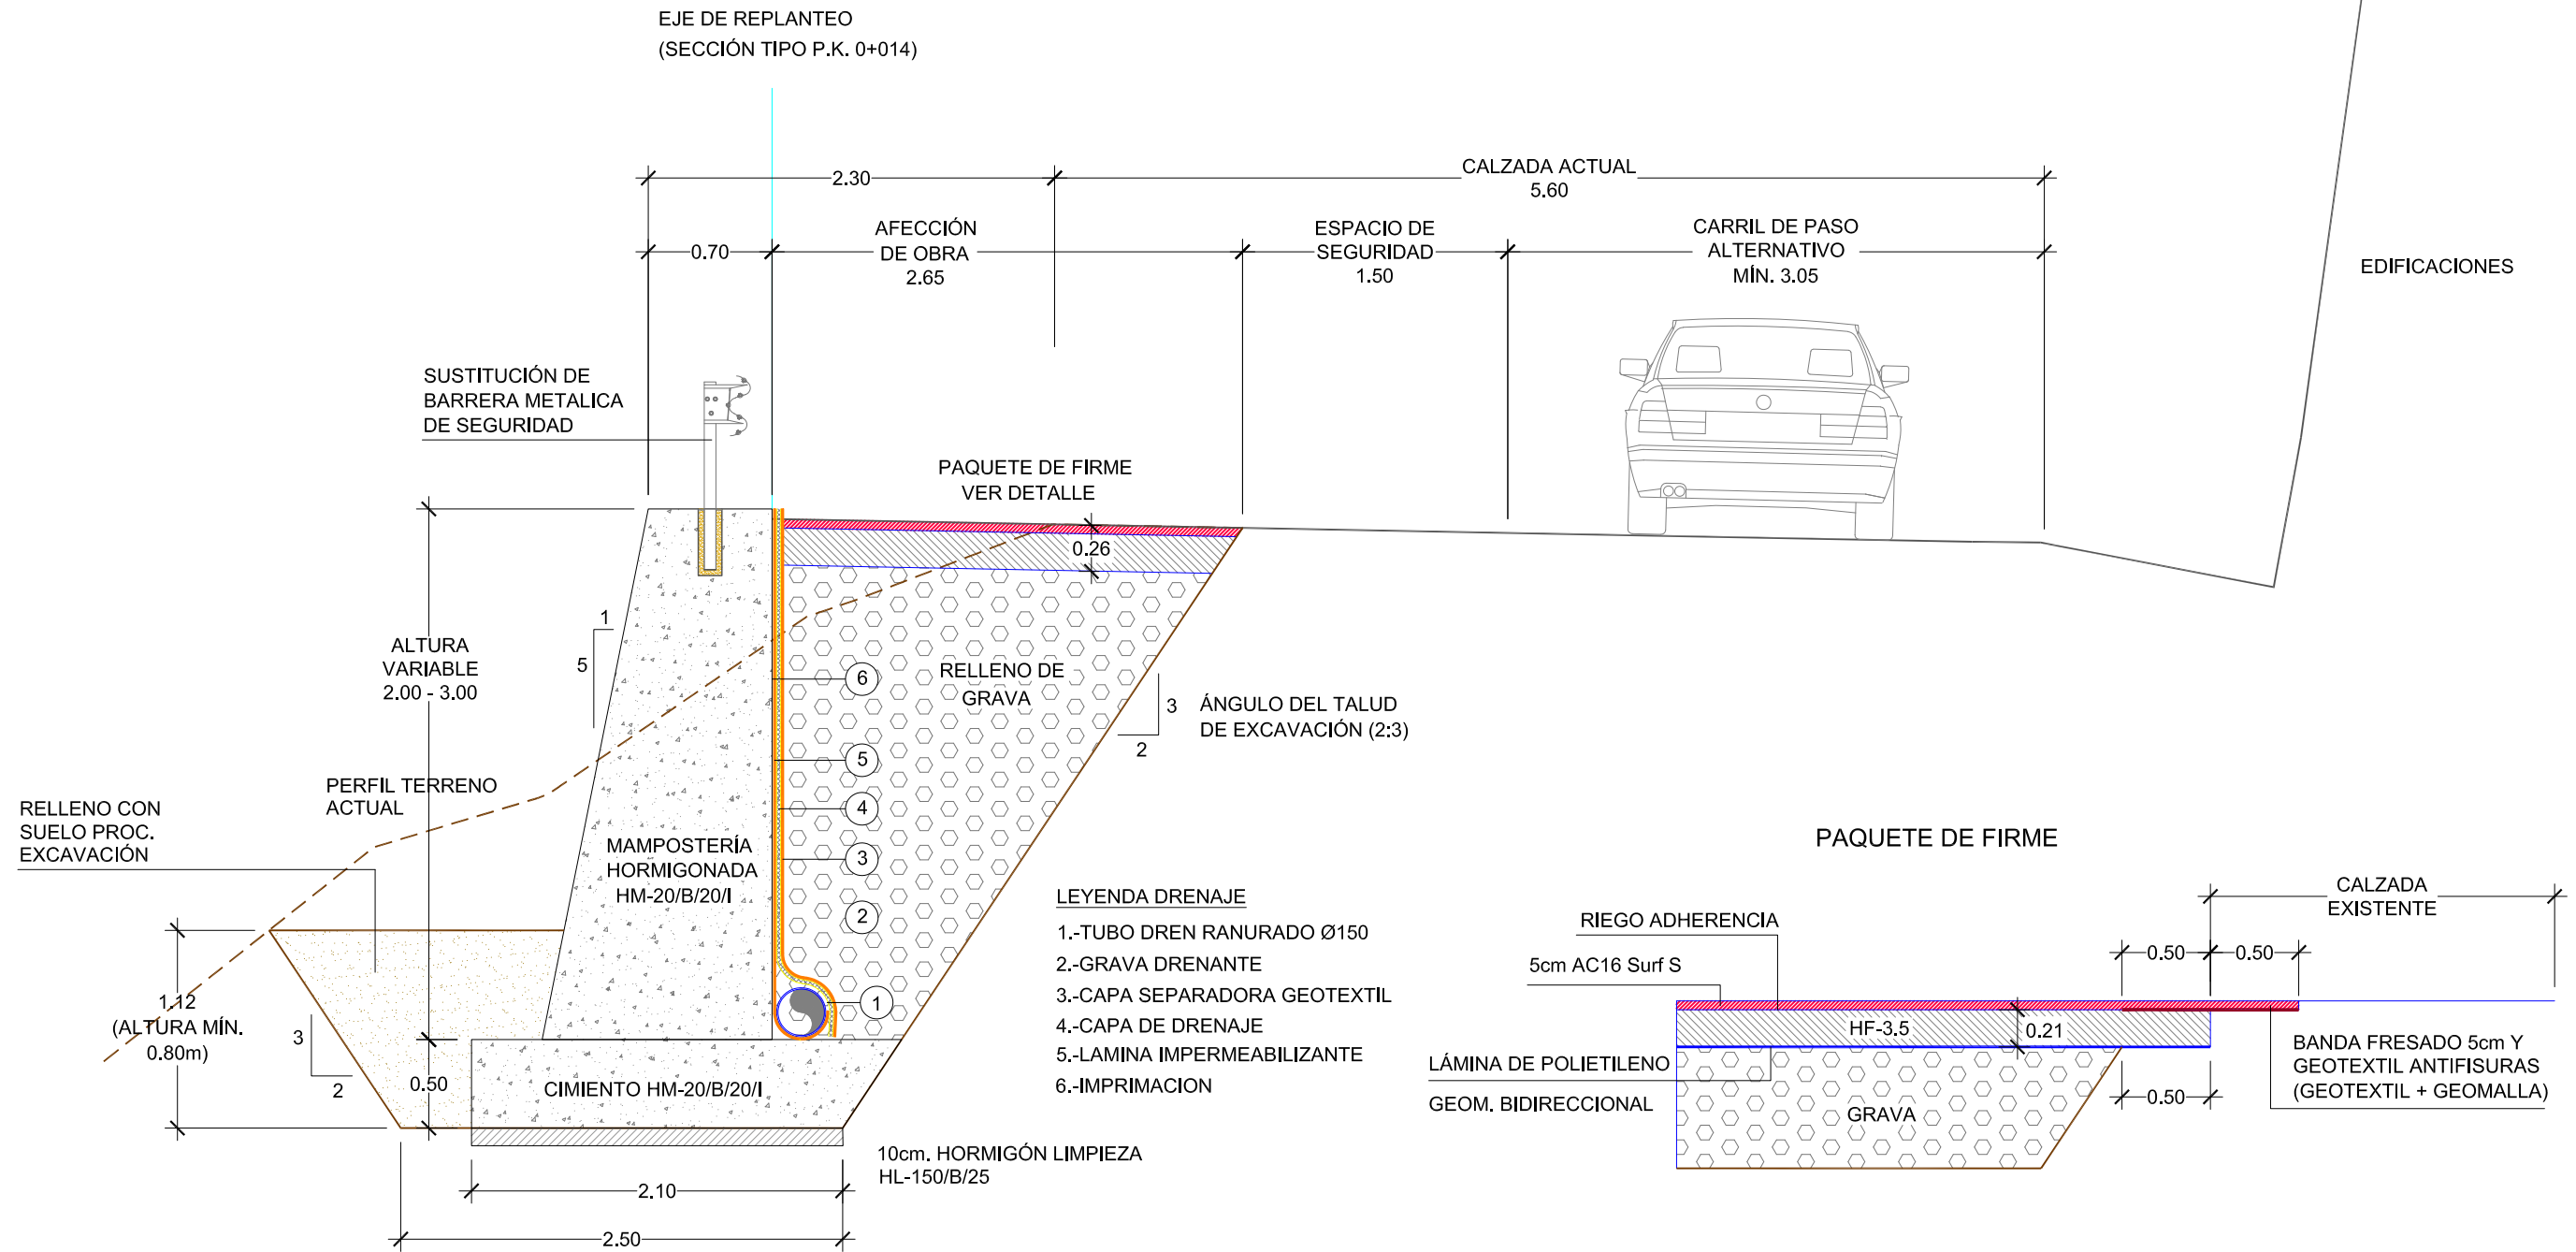 EJE DE REPLANTEO
(SECCIÓN TIPO P.K. 0+014)
2.30
CALZADA ACTUAL
5.60
0.70
AFECCIÓN
DE OBRA
2.65
ESPACIO DE
SEGURIDAD
1.50
CARRIL DE PASO
ALTERNATIVO
MÍN. 3.05
EDIFICACIONES
SUSTITUCIÓN DE
BARRERA METALICA
DE SEGURIDAD
PAQUETE DE FIRME
VER DETALLE
0.26
1
5
ALTURA
VARIABLE
2.00 - 3.00
6
RELLENO DE
GRAVA
3
2
ÁNGULO DEL TALUD
DE EXCAVACIÓN (2:3)
5
4
3
2
1
PERFIL TERRENO
ACTUAL
RELLENO CON
SUELO PROC.
EXCAVACIÓN
MAMPOSTERÍA
HORMIGONADA
HM-20/B/20/I
1.12
(ALTURA MÍN.
0.80m)
3
2
0.50
CIMIENTO HM-20/B/20/I
10cm. HORMIGÓN LIMPIEZA
HL-150/B/25
2.10
2.50
LEYENDA DRENAJE
1.-TUBO DREN RANURADO Ø150
2.-GRAVA DRENANTE
3.-CAPA SEPARADORA GEOTEXTIL
4.-CAPA DE DRENAJE
5.-LAMINA IMPERMEABILIZANTE
6.-IMPRIMACION
PAQUETE DE FIRME
CALZADA
EXISTENTE
RIEGO ADHERENCIA
0.50
0.50
5cm AC16 Surf S
HF-3.5
0.21
LÁMINA DE POLIETILENO
GEOM. BIDIRECCIONAL
GRAVA
0.50
BANDA FRESADO 5cm Y
GEOTEXTIL ANTIFISURAS
(GEOTEXTIL + GEOMALLA)